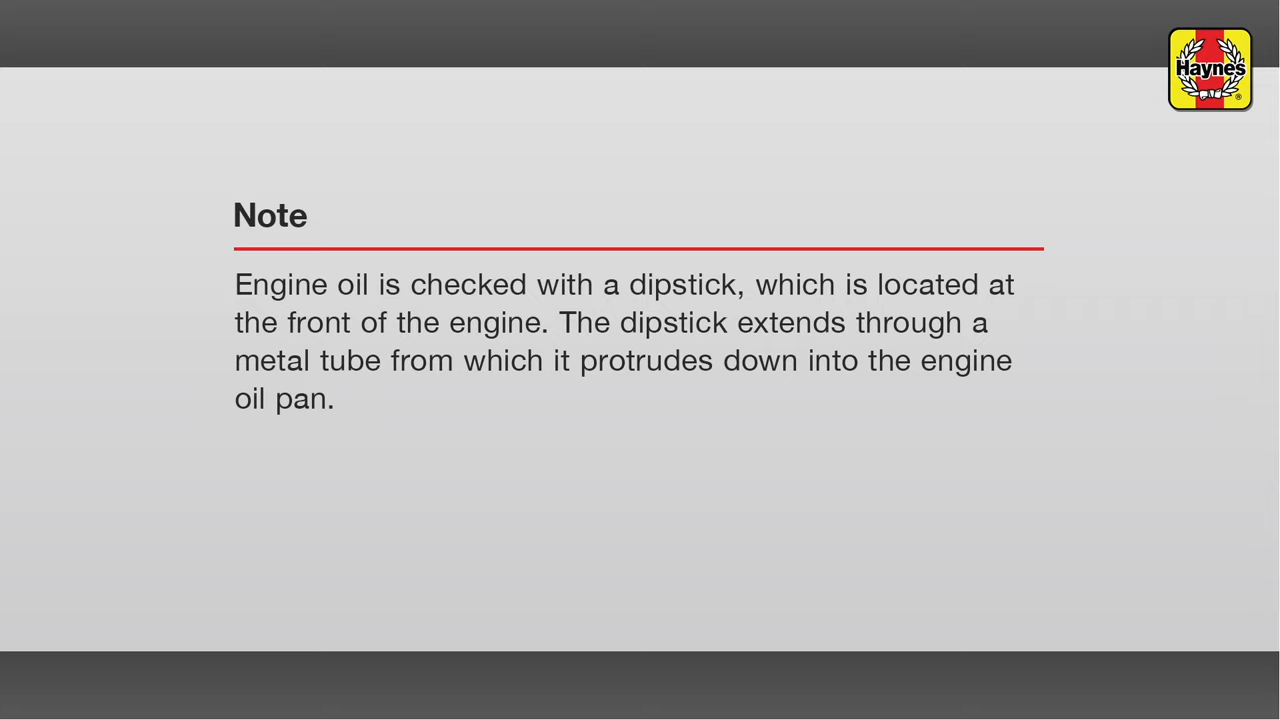 Haynes
®
Note
Engine oil is checked with a dipstick, which is located at
the front of the engine. The dipstick extends through a
metal tube from which it protrudes down into the engine
oil pan.